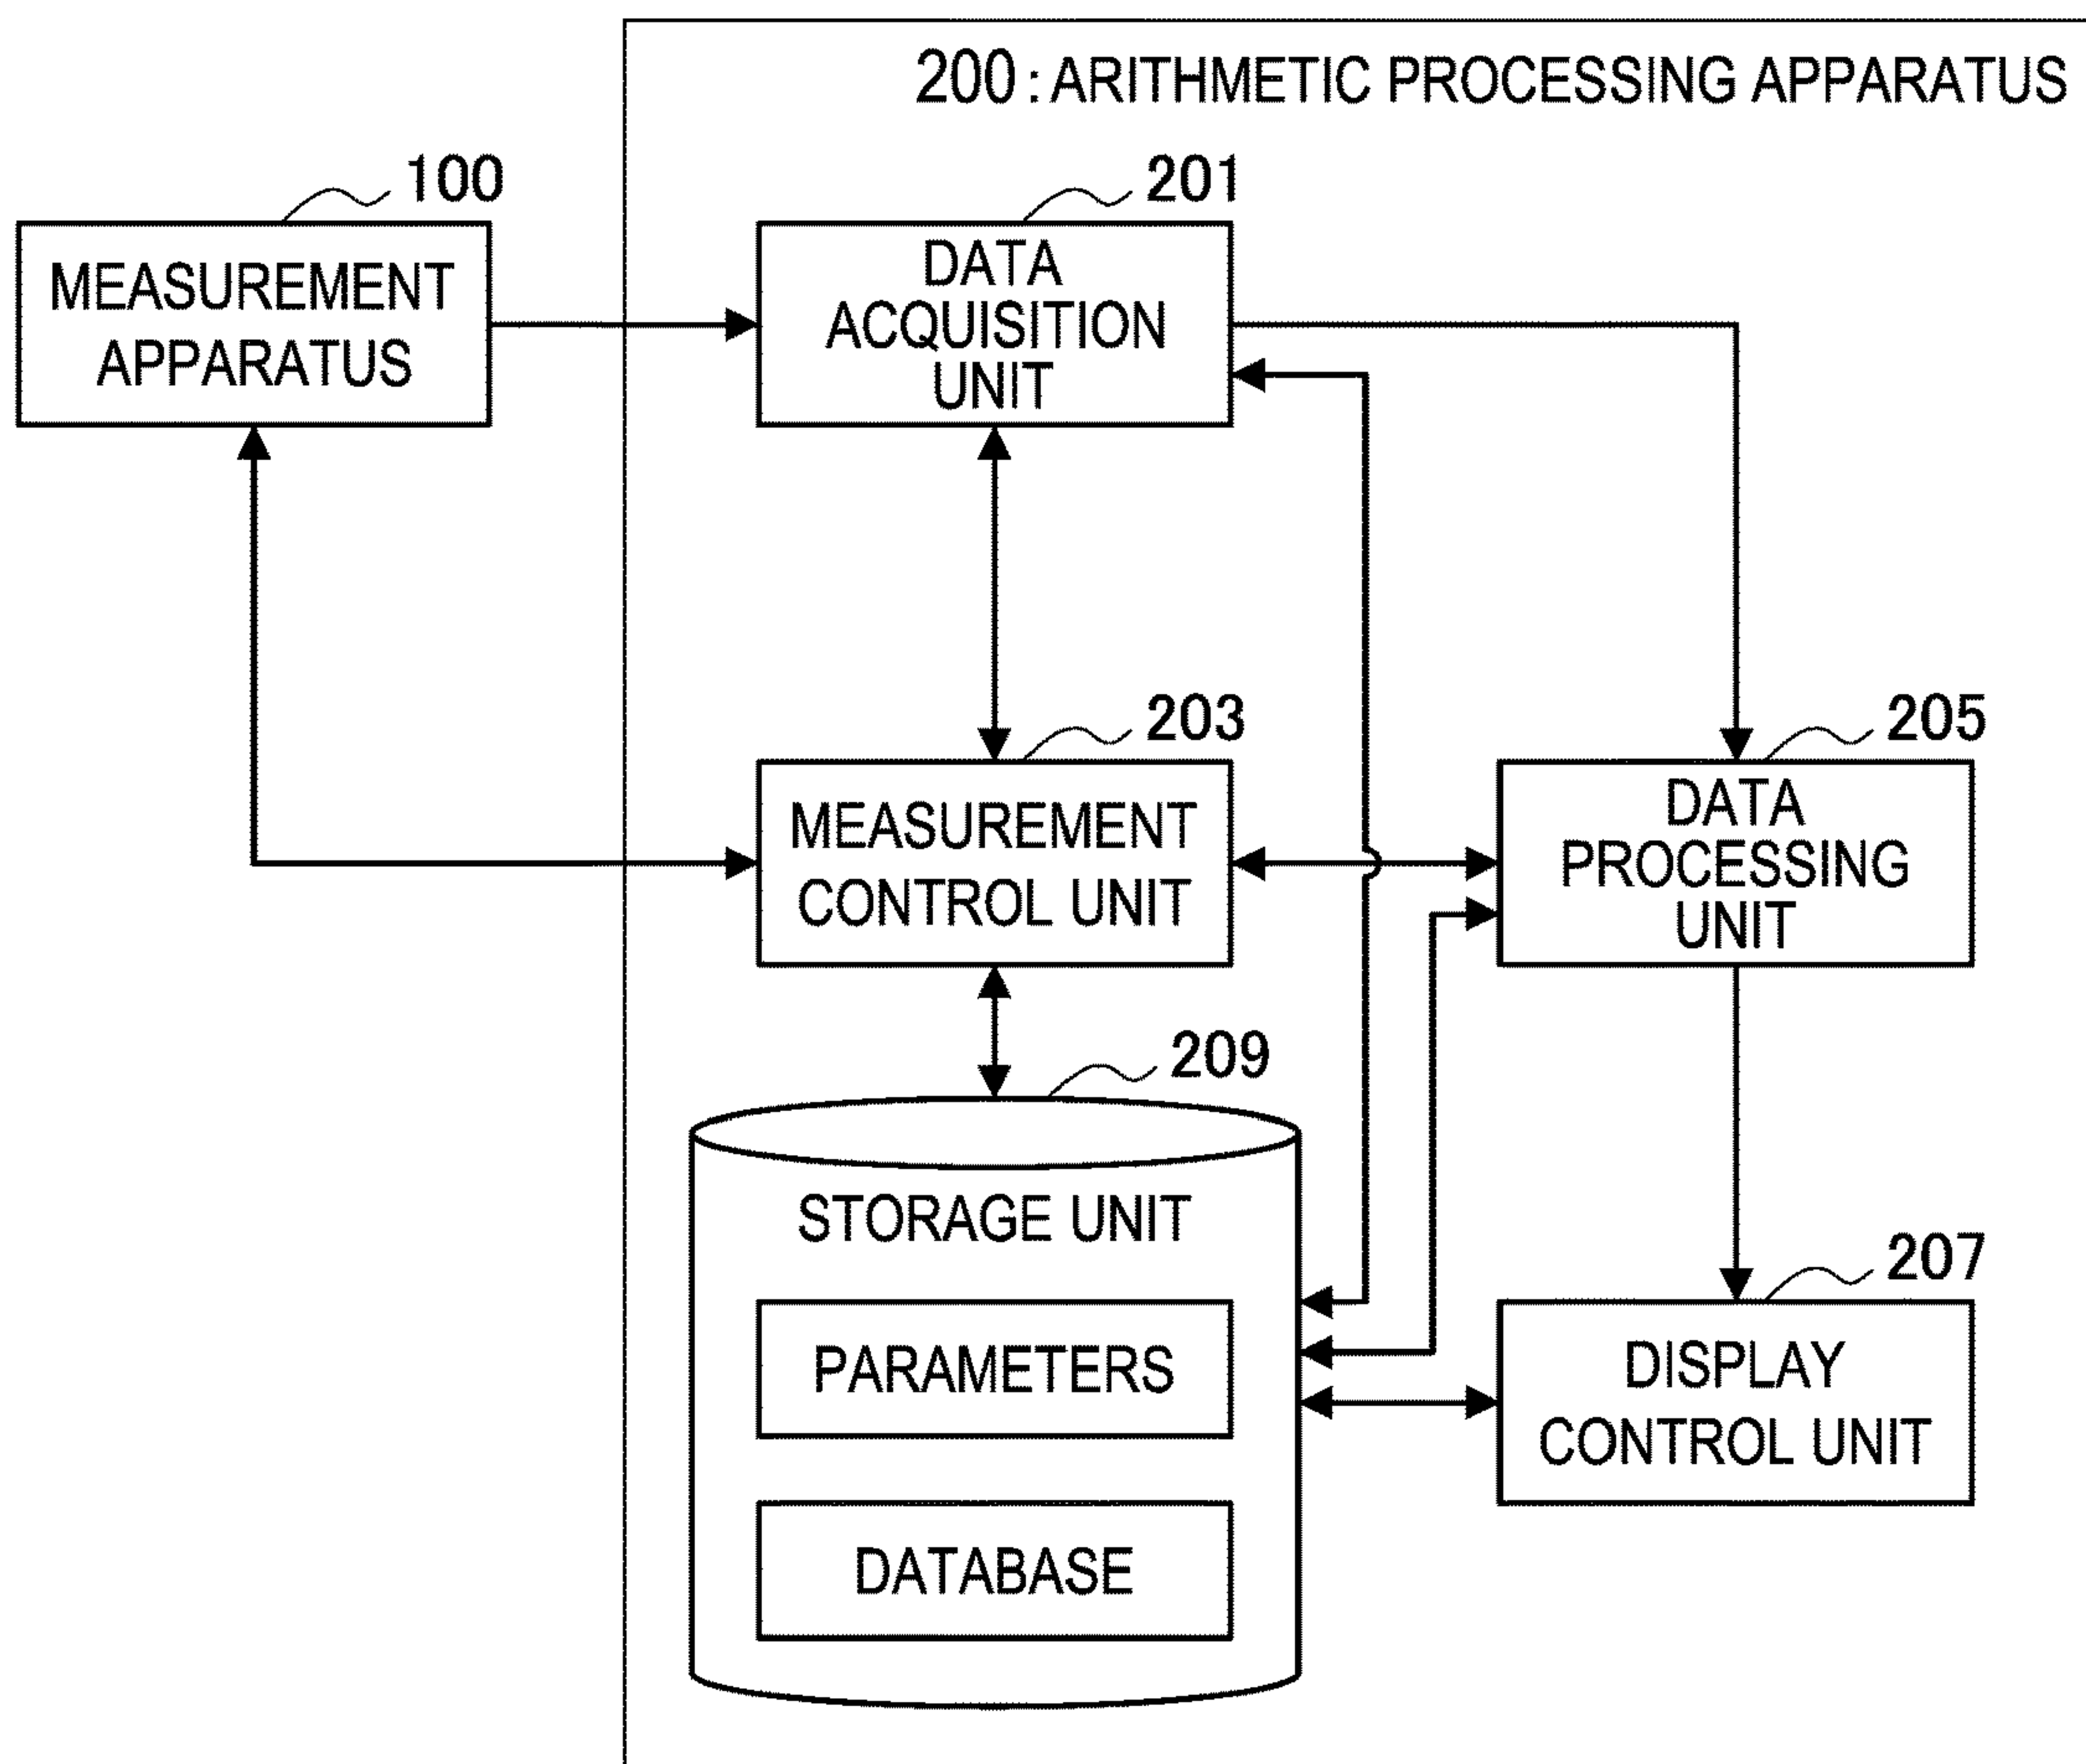 200 : ARITHMETIC PROCESSING APPARATUS
100
MEASUREMENT
APPARATUS
201
DATA
ACQUISITION
UNIT
203
MEASUREMENT
CONTROL UNIT
205
DATA
PROCESSING
UNIT
209
STORAGE UNIT
PARAMETERS
DATABASE
207
DISPLAY
CONTROL UNIT